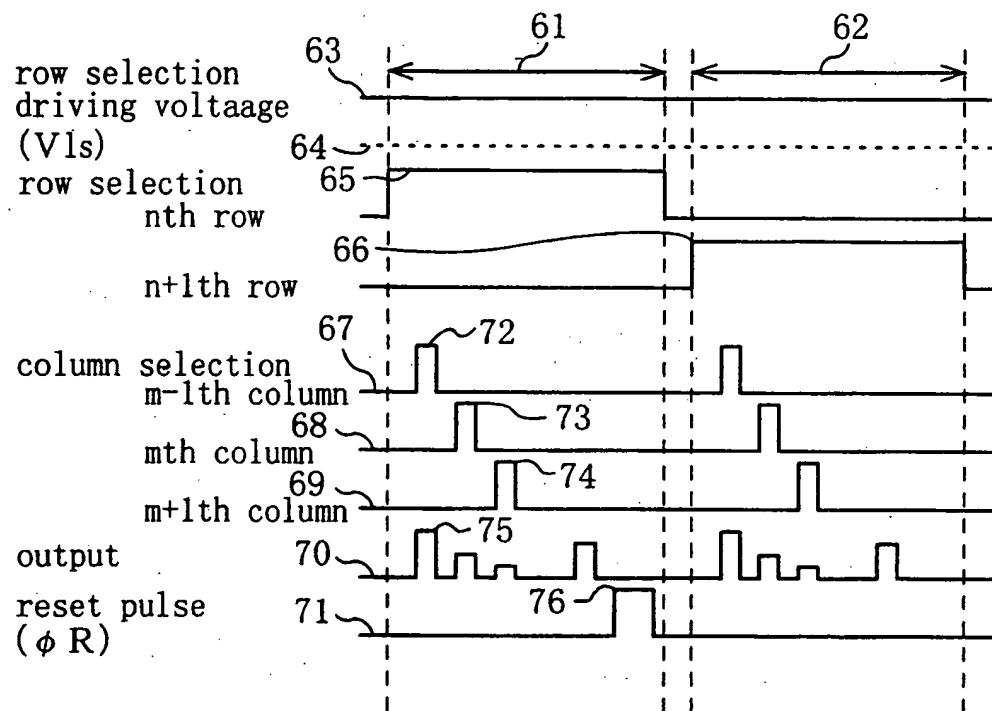 61
62
63
row selection
driving voltaage
(Vls)
64
row selection
65
nth row
66
n+1th row
67
72
column selection
m-1th column
68
73
mth column
69
74
m+1th column
75
output
70
reset pulse
76
71
(φR)